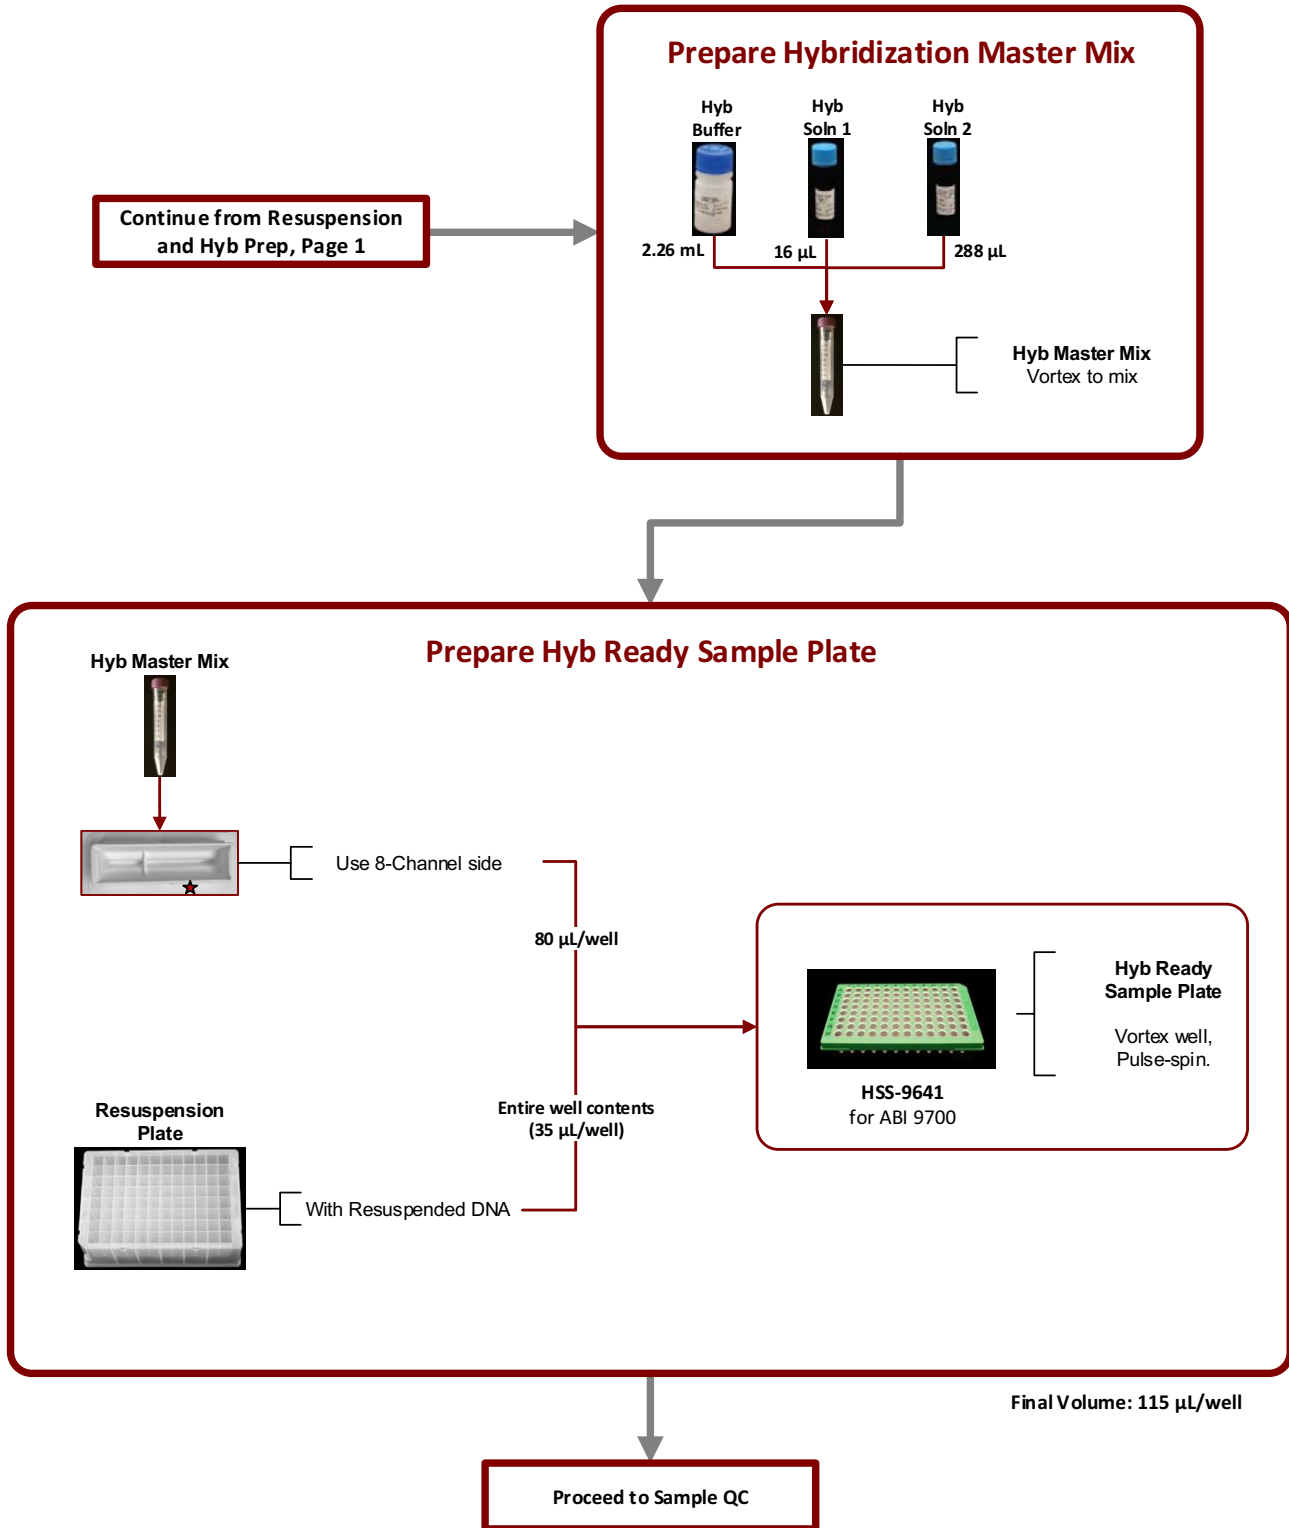 Prepare Hybridization Master Mix
Hyb
Buffer
Hyb
Soln 1
Hyb
Soln 2
Continue from Resuspension
and Hyb Prep, Page 1
2.26 mL
16 µL
288 µL
Hyb Master Mix
Vortex to mix
Prepare Hyb Ready Sample Plate
Hyb Master Mix
Use 8-Channel side
80 µL/well
Hyb Ready
Sample Plate
Vortex well,
Pulse-spin.
HSS-9641
for ABI 9700
Entire well contents
(35 µL/well)
Resuspension
Plate
With Resuspended DNA
Final Volume: 115 µL/well
Proceed to Sample QC